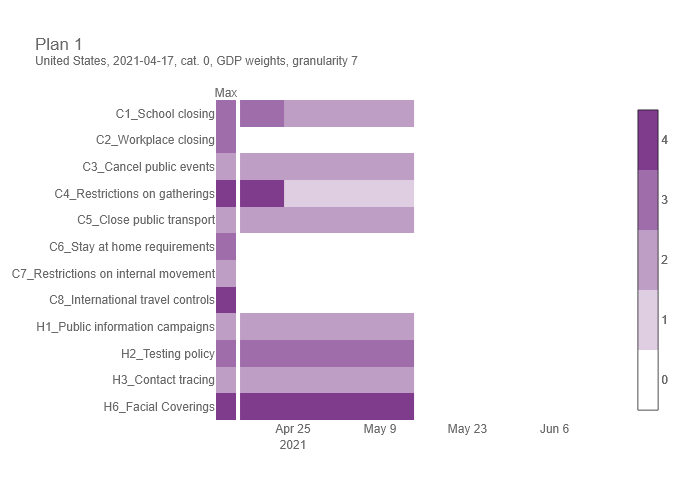 Plan 1
United States, 2021-04-17, cat. 0, GDP weights, granularity 7
Max
C1_School closing
C2_Workplace closing
C3_Cancel public events
C4_Restrictions on gatherings
C5_Close public transport
C6_Stay at home requirements
C7_Restrictions on internal movement
C8_International travel controls
H1_Public information campaigns
H2_Testing policy
H3_Contact tracing
H6_Facial Coverings
Apr 25 May 9 May 23 Jun 6
2021
4
3
2
1
0